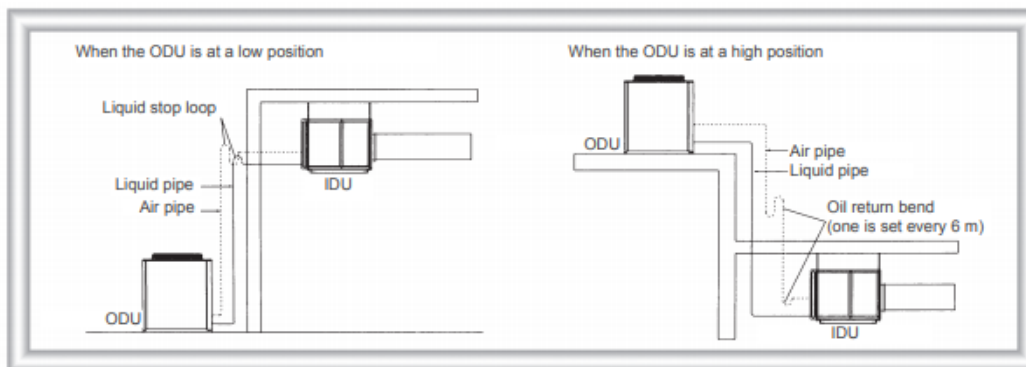 When the ODU is at a low position
Liquid stop loop
Liquid pipe
Air pipe
ODU
IDU
When the ODU is at a high position
ODU
Air pipe
Liquid pipe
Oil return bend
(one is set every 6 m)
IDU